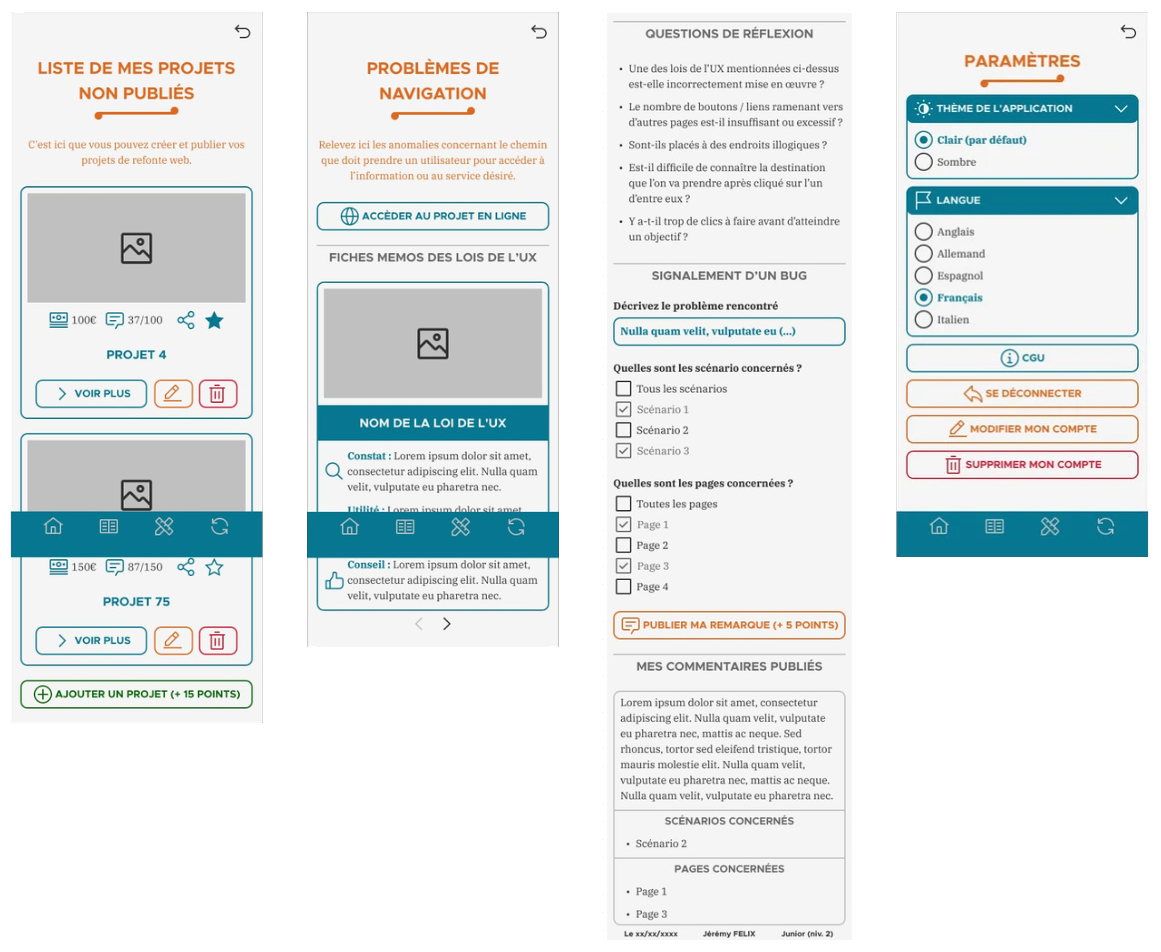 LISTE DE MES PROJETS
NON PUBLIÉS
C'est ici que vous pouvez créer et publier vos
projets de refonte web.
100€ 37/100
PROJET 4
VOIR PLUS
150€ 87/150
PROJET 75
VOIR PLUS
AJOUTER UN PROJET (+ 15 POINTS)
PROBLÈMES DE
NAVIGATION
Relevez ici les anomalies concernant le chemin
que doit prendre un utilisateur pour accéder à
l'information ou au service désiré.
ACCÈDER AU PROJET EN LIGNE
FICHES MEMOS DES LOIS DE L'UX
NOM DE LA LOI DE L'UX
Constat : Lorem ipsum dolor sit amet,
consectetur adipiscing elit. Nulla quam
velit, vulputate eu pharetra nec.
Utilité : Lorem ipsum dolor sit amet,
Conseil : Lorem ipsum dolor sit amet,
consectetur adipiscing elit. Nulla quam
velit, vulputate eu pharetra nec.
QUESTIONS DE RÉFLEXION
• Une des lois de l'UX mentionnées ci-dessus
est-elle incorrectement mise en œuvre ?
• Le nombre de boutons / liens ramenant vers
d'autres pages est-il insuffisant ou excessif ?
• Sont-ils placés à des endroits illogiques ?
• Est-il difficile de connaître la destination
que l'on va prendre après cliqué sur l'un
d'entre eux ?
• Y a-t-il trop de clics à faire avant d'atteindre
un objectif ?
SIGNALEMENT D'UN BUG
Décrivez le problème rencontré
Nulla quam velit, vulputate eu (...)
Quelles sont les scénario concernés ?
Tous les scénarios
Scénario 1
Scénario 2
Scénario 3
Quelles sont les pages concernées ?
Toutes les pages
Page 1
Page 2
Page 3
Page 4
PUBLIER MA REMARQUE (+ 5 POINTS)
MES COMMENTAIRES PUBLIÉS
Lorem ipsum dolor sit amet, consectetur
adipiscing elit. Nulla quam velit, vulputate
eu pharetra nec, mattis ac neque. Sed
rhoncus, tortor sed eleifend tristique, tortor
mauris molestie elit. Nulla quam velit,
vulputate eu pharetra nec, mattis ac neque.
Nulla quam velit, vulputate eu pharetra nec.
SCÉNARIOS CONCERNÉS
• Scénario 2
PAGES CONCERNÉES
• Page 1
• Page 3
Le xx/xx/xxxx Jérémy FELIX Junior (niv. 2)
PARAMÈTRES
THÈME DE L'APPLICATION
Clair (par défaut)
Sombre
LANGUE
Anglais
Allemand
Espagnol
Français
Italien
CGU
SE DÉCONNECTER
MODIFIER MON COMPTE
SUPPRIMER MON COMPTE